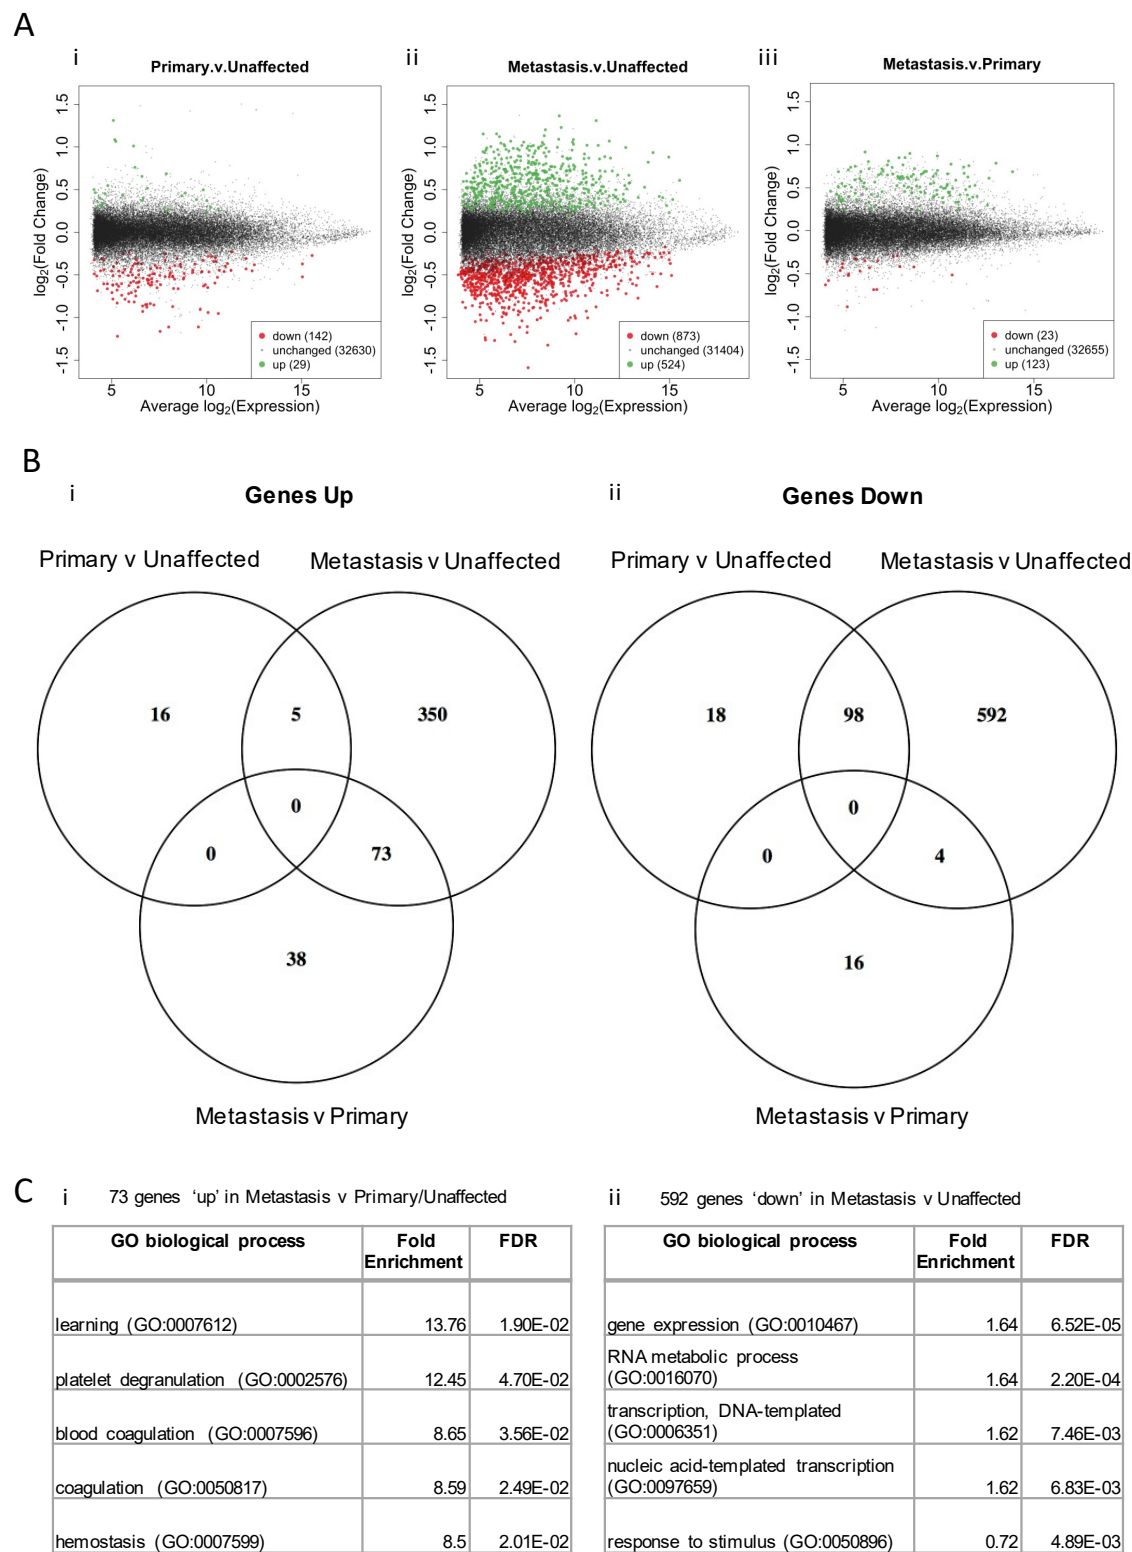 A
i
Primary.v.Unaffected
log2(Fold Change)
1.5
1.0
0.5
0.0
-0.5
-1.0
-1.5
down (142)
unchanged (32630)
up (29)
5
10
15
Average log2(Expression)
ii
Metastasis.v.Unaffected
log2(Fold Change)
1.5
1.0
0.5
0.0
-0.5
-1.0
-1.5
down (873)
unchanged (31404)
up (524)
5
10
15
Average log2(Expression)
iii
Metastasis.v.Primary
log2(Fold Change)
1.5
1.0
0.5
0.0
-0.5
-1.0
-1.5
down (23)
unchanged (32655)
up (123)
5
10
15
Average log2(Expression)
B
i
Genes Up
Primary v Unaffected
Metastasis v Unaffected
16
5
350
0
0
73
38
Metastasis v Primary
ii
Genes Down
Primary v Unaffected
Metastasis v Unaffected
18
98
592
0
0
4
16
Metastasis v Primary
C
i
73 genes ‘up’ in Metastasis v Primary/Unaffected
GO biological process Fold Enrichment FDR
learning (GO:0007612) 13.76 1.90E-02
platelet degranulation (GO:0002576) 12.45 4.70E-02
blood coagulation (GO:0007596) 8.65 3.56E-02
coagulation (GO:0050817) 8.59 2.49E-02
hemostasis (GO:0007599) 8.5 2.01E-02
ii
592 genes ‘down’ in Metastasis v Unaffected
GO biological process Fold Enrichment FDR
gene expression (GO:0010467) 1.64 6.52E-05
RNA metabolic process
(GO:0016070) 1.64 2.20E-04
transcription, DNA-templated
(GO:0006351) 1.62 7.46E-03
nucleic acid-templated transcription
(GO:0097659) 1.62 6.83E-03
response to stimulus (GO:0050896) 0.72 4.89E-03